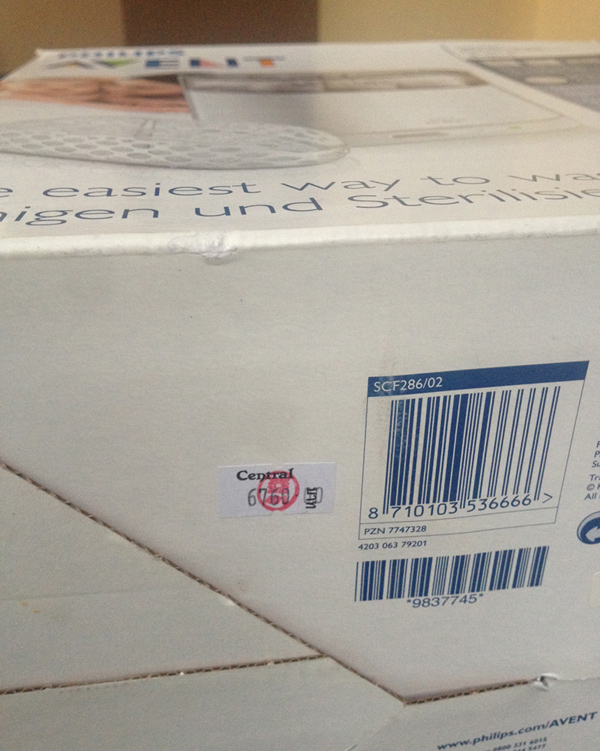 PHILIPS
AVENT
easiest way to wa
nigen und Sterilisie
SCF286/02
8 710103 536666 >
PZN 7747328
4203 063 79201
*9837745*
Central
6760
www.philips.com/AVENT